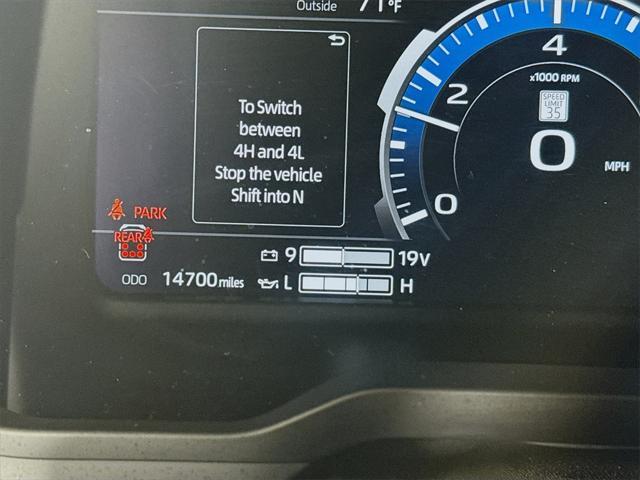 Outside 71°F
To Switch
between
4H and 4L
Stop the vehicle
Shift into N
4
x1000 RPM
2
SPEED
LIMIT
35
0
MPH
0
PARK
REAR
9 19V
ODO 14700 miles L H